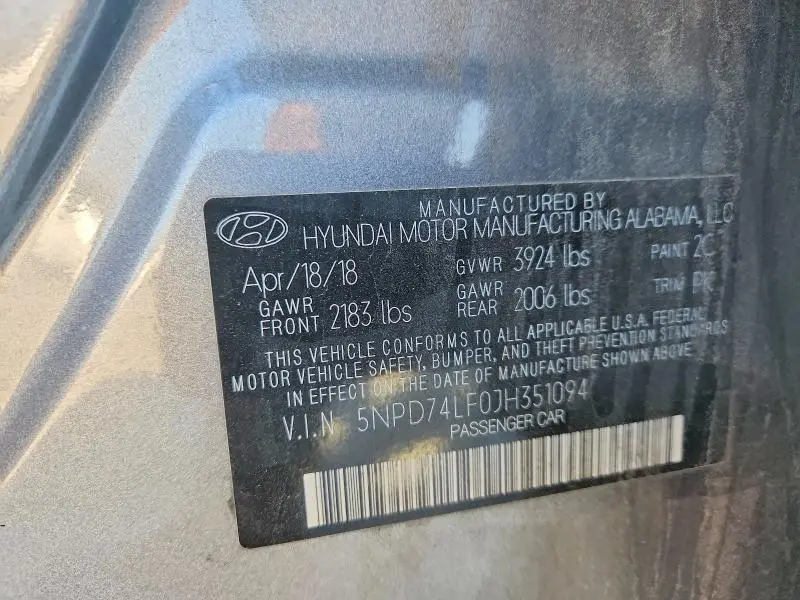 MANUFACTURED BY
HYUNDAI MOTOR MANUFACTURING ALABAMA, LLC
Apr/18/18 GVWR 3924 lbs PAINT 2C
GAWR FRONT 2183 lbs GAWR REAR 2006 lbs TRIM PK
THIS VEHICLE CONFORMS TO ALL APPLICABLE U.S.A. FEDERAL
MOTOR VEHICLE SAFETY, BUMPER, AND THEFT PREVENTION STANDARDS
IN EFFECT ON THE DATE OF MANUFACTURE SHOWN ABOVE
V.I.N 5NPD74LF0JH351094
PASSENGER CAR